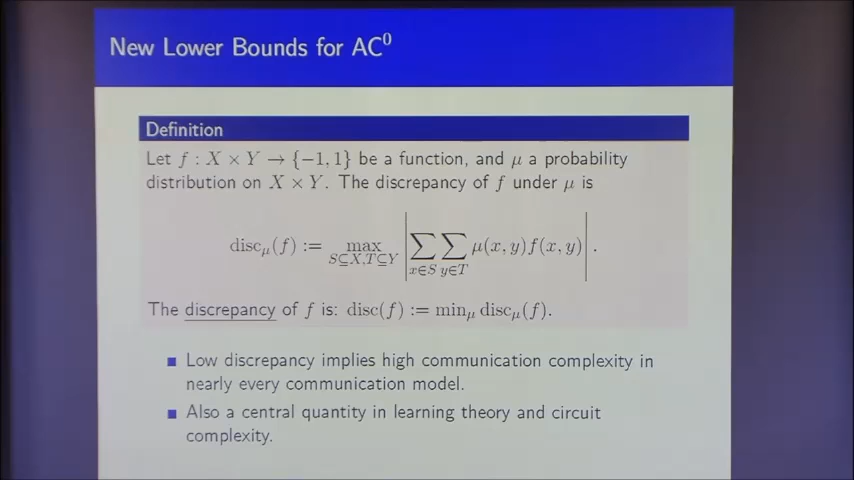 New Lower Bounds for AC⁰
Definition
Let f : X × Y → {−1, 1} be a function, and μ a probability
distribution on X × Y. The discrepancy of f under μ is
disc_μ(f) := max_{S⊆X,T⊆Y} |∑_{x∈S} ∑_{y∈T} μ(x, y)f(x, y)|.
The discrepancy of f is: disc(f) := min_μ disc_μ(f).
Low discrepancy implies high communication complexity in
nearly every communication model.
Also a central quantity in learning theory and circuit
complexity.